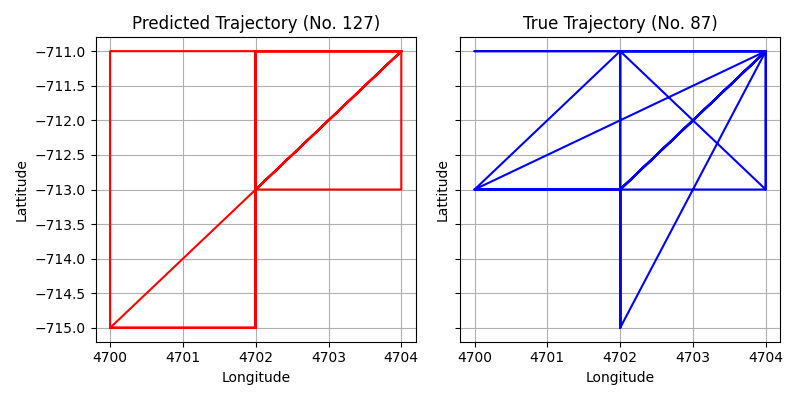 Predicted Trajectory (No. 127)
True Trajectory (No. 87)
Lattitude
−711.0
−711.5
−712.0
−712.5
−713.0
−713.5
−714.0
−714.5
−715.0
4700 4701 4702 4703 4704
Longitude
Lattitude
4700 4701 4702 4703 4704
Longitude